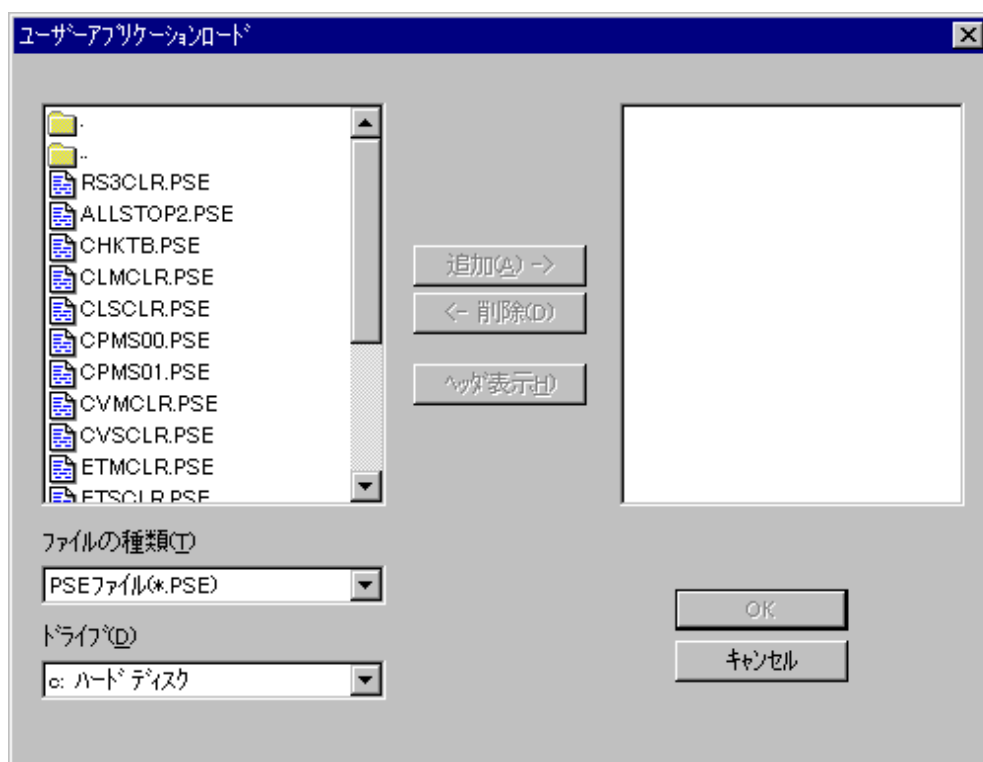 ユーザーアプリケーションロード
.
..
RS3CLR.PSE
ALLSTOP2.PSE
CHKTB.PSE
CLMCLR.PSE
CLSCLR.PSE
CPMS00.PSE
CPMS01.PSE
CVMCLR.PSE
CVSCLR.PSE
ETMCLR.PSE
ETSCLR.PSE
追加(A) ->
<- 削除(D)
ヘッダ表示H)
ファイルの種類(T)
PSEファイル(*.PSE)
ドライブ(D)
c: ハード ディスク
OK
キャンセル